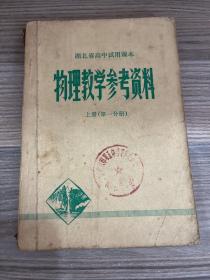 湖北省高中试用课本
物理教学参考资料
上册(第一分册)